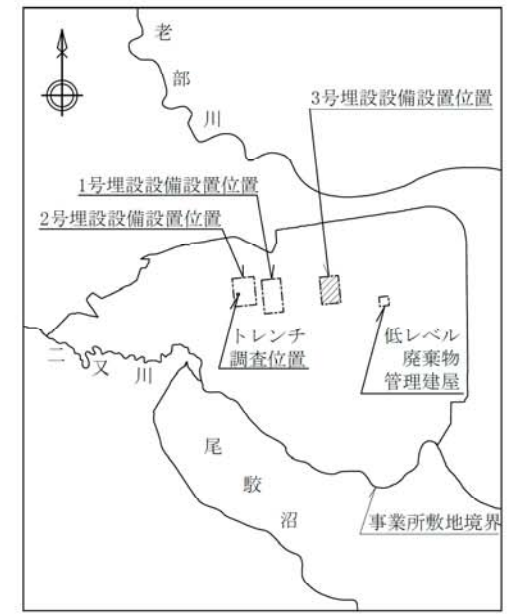 老部川
3号埋設設備設置位置
1号埋設設備設置位置
2号埋設設備設置位置
トレンチ
調査位置
低レベル
廃棄物
管理建屋
二又川
尾駮沼
事業所敷地境界